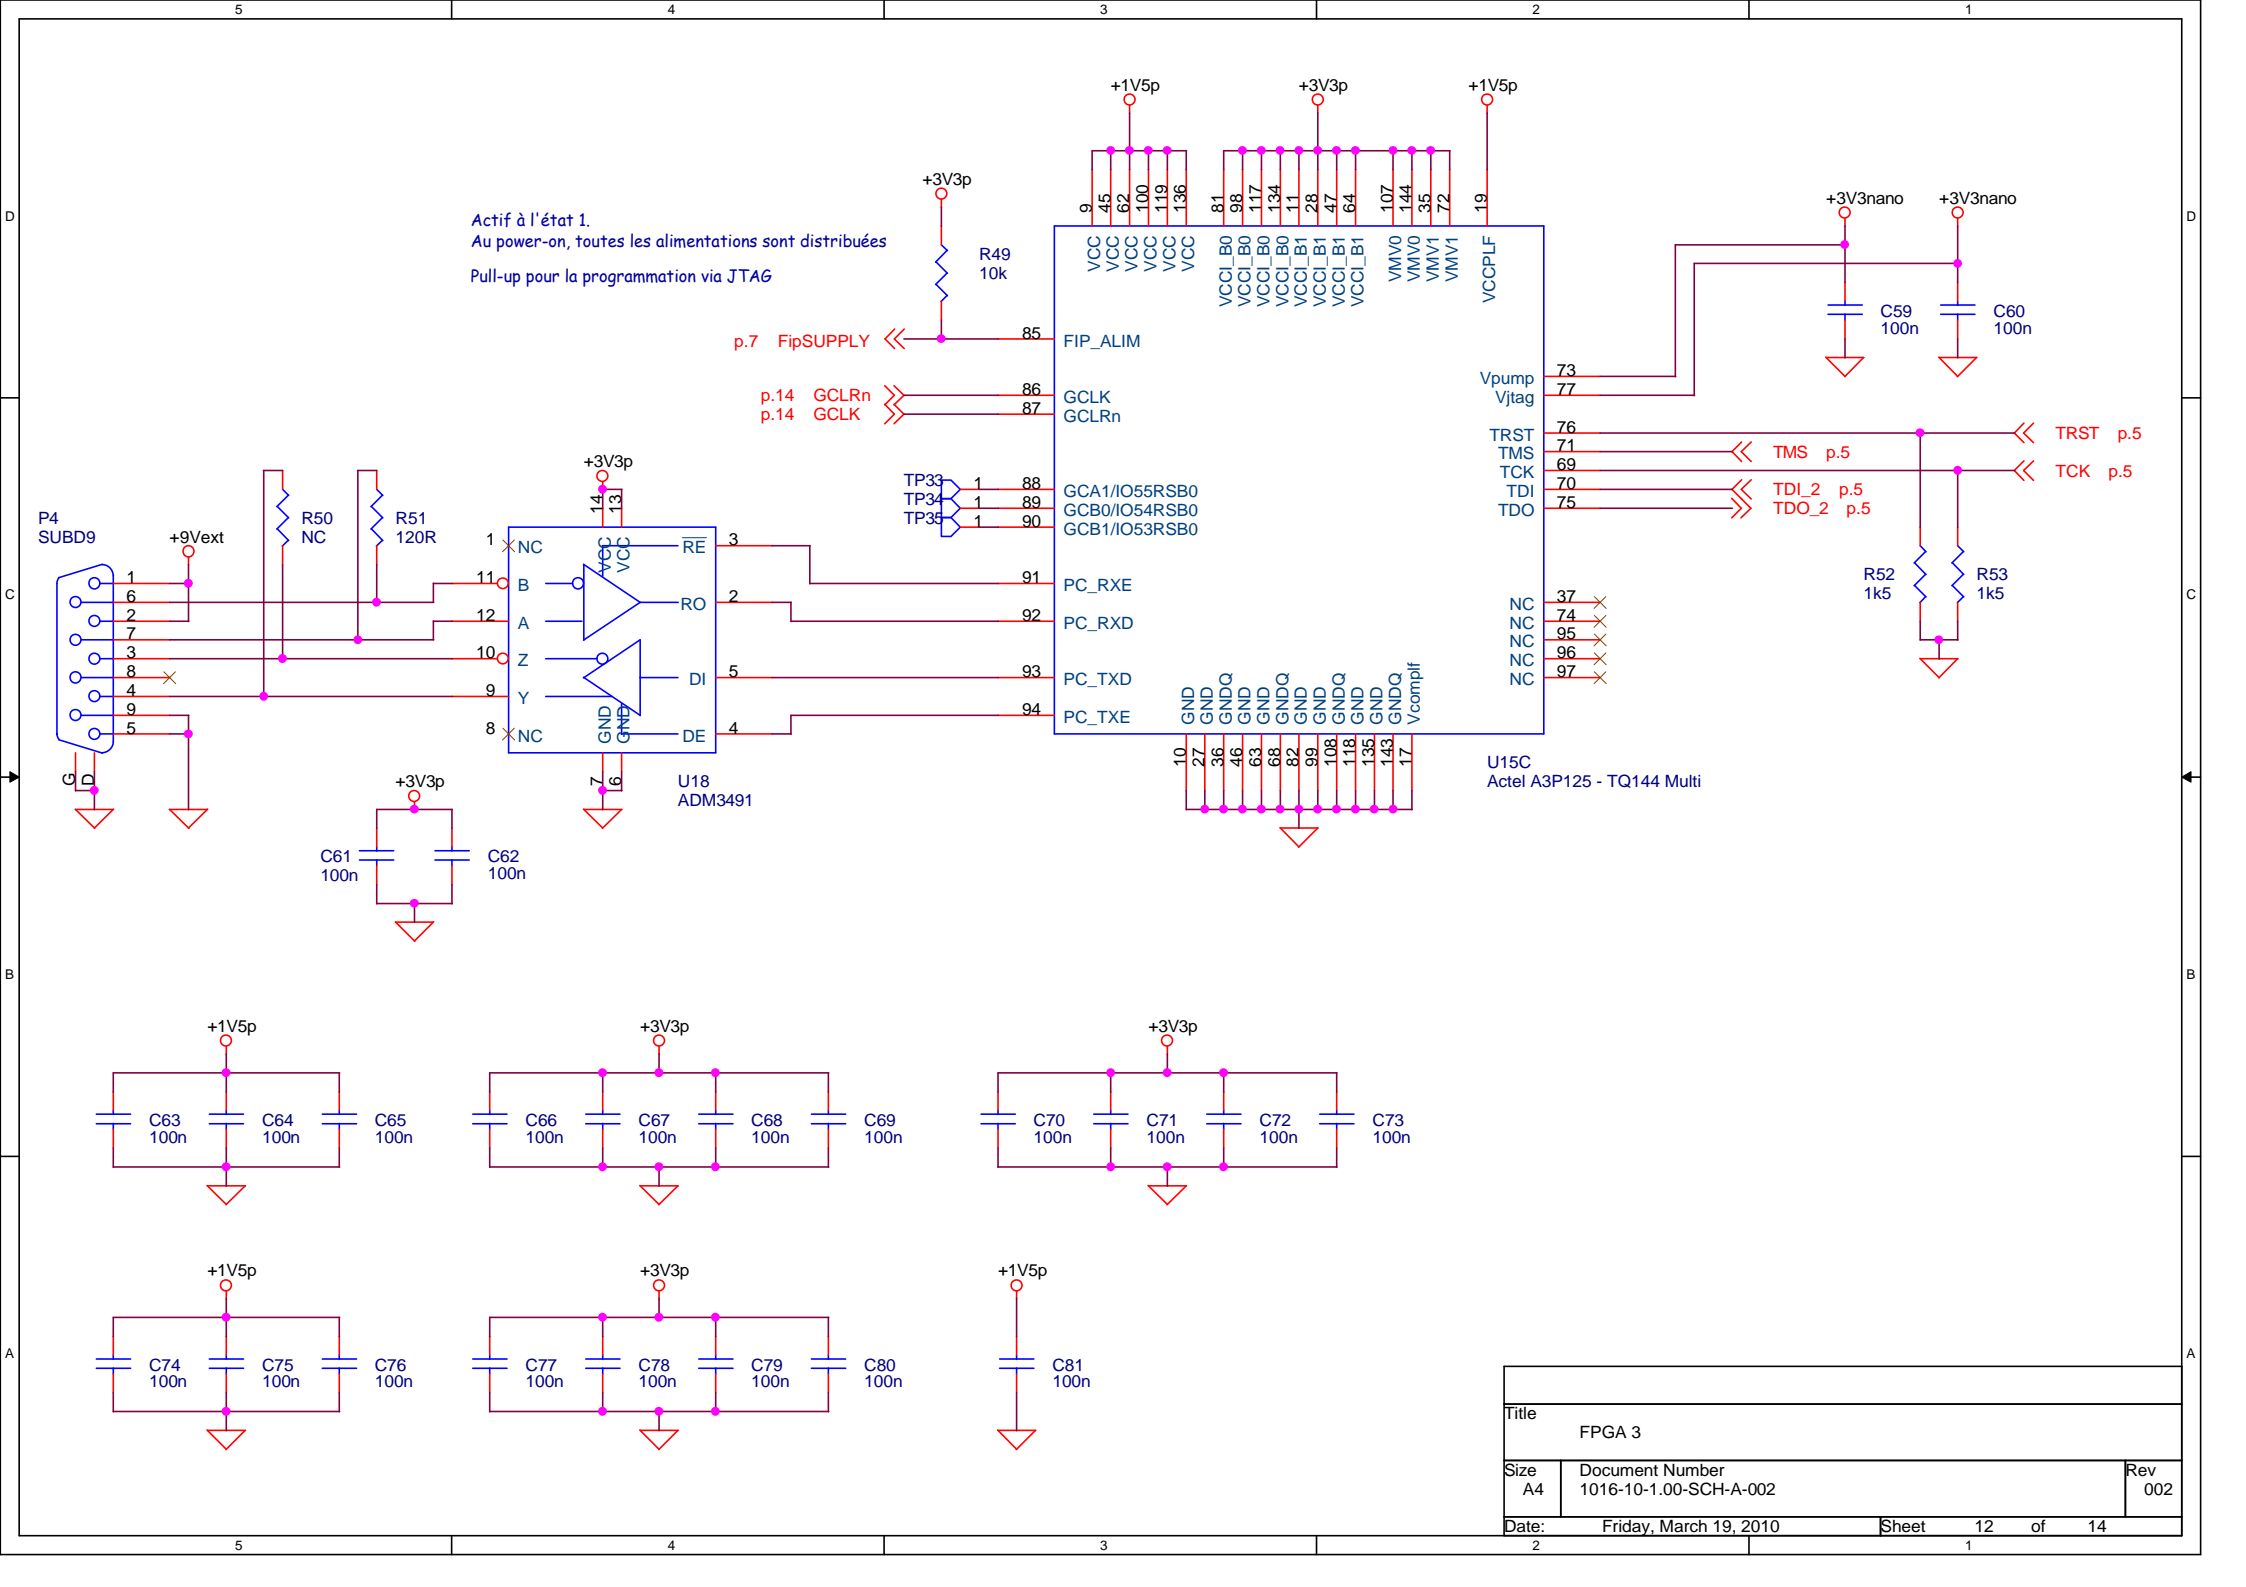 5 4 3 2 1
D
D
C
C
B
B
A
A
+1V5p
+3V3p
+1V5p
+3V3p
+3V3nano
+3V3nano
Actif à l'état 1.
Au power-on, toutes les alimentations sont distribuées
Pull-up pour la programmation via JTAG
R49
10k
9 45 62 100 119 136
81 98 117 134 11 28 47 64
107 144 35 72
19
VCC VCC VCC VCC VCC VCC
VCCI_B0 VCCI_B0 VCCI_B0 VCCI_B0 VCCI_B1 VCCI_B1 VCCI_B1 VCCI_B1
VMV0 VMV0 VMV1 VMV1
VCCPLF
C59
100n
C60
100n
p.7 FipSUPPLY 85 FIP_ALIM
p.14 GCLRn 86 GCLK
p.14 GCLK 87 GCLRn
TP33 1 88 GCA1/IO55RSB0
TP34 1 89 GCB0/IO54RSB0
TP35 1 90 GCB1/IO53RSB0
91 PC_RXE
92 PC_RXD
93 PC_TXD
94 PC_TXE
Vpump 73
Vjtag 77
TRST 76 TRST p.5
TMS 71 TMS p.5
TCK 69 TCK p.5
TDI 70 TDI_2 p.5
TDO 75 TDO_2 p.5
NC 37
NC 74
NC 95
NC 96
NC 97
R52
1k5
R53
1k5
GND GND GNDQ GND GND GNDQ GND GND GNDQ GND GND GNDQ Vcomplf
10 27 36 46 63 68 82 99 108 118 135 143 17
U15C
Actel A3P125 - TQ144 Multi
P4
SUBD9
+9Vext
1
6
2
7
3
8
4
9
5
G D
R50
NC
R51
120R
+3V3p
14 13
VCC VCC
1 NC
11 B
12 A
10 Z
9 Y
8 NC
RE 3
RO 2
DI 5
DE 4
GND GND
7 6
U18
ADM3491
+3V3p
C61
100n
C62
100n
+1V5p
C63
100n
C64
100n
C65
100n
+3V3p
C66
100n
C67
100n
C68
100n
C69
100n
+3V3p
C70
100n
C71
100n
C72
100n
C73
100n
+1V5p
C74
100n
C75
100n
C76
100n
+3V3p
C77
100n
C78
100n
C79
100n
C80
100n
+1V5p
C81
100n
Title
FPGA 3
Size
A4
Document Number
1016-10-1.00-SCH-A-002
Rev
002
Date: Friday, March 19, 2010 Sheet 12 of 14
5 4 3 2 1